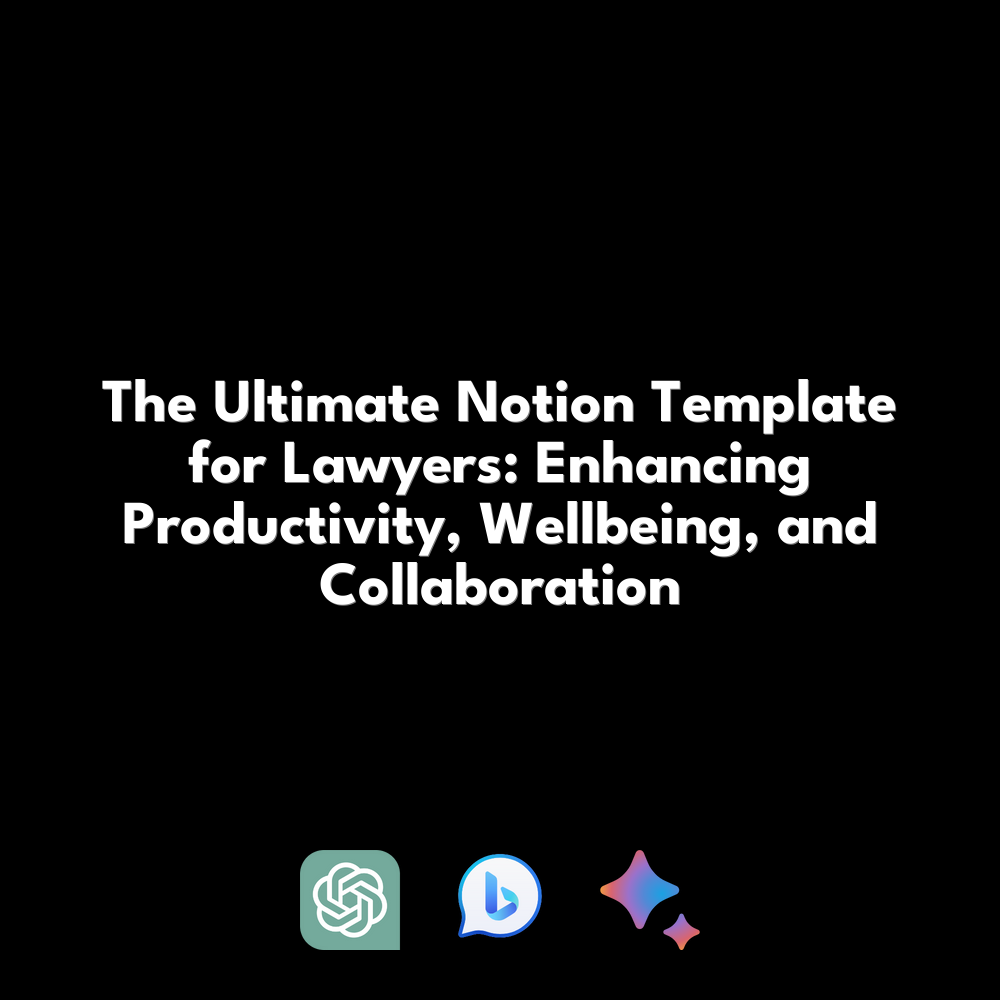 The Ultimate Notion Template
for Lawyers: Enhancing
Productivity, Wellbeing, and
Collaboration